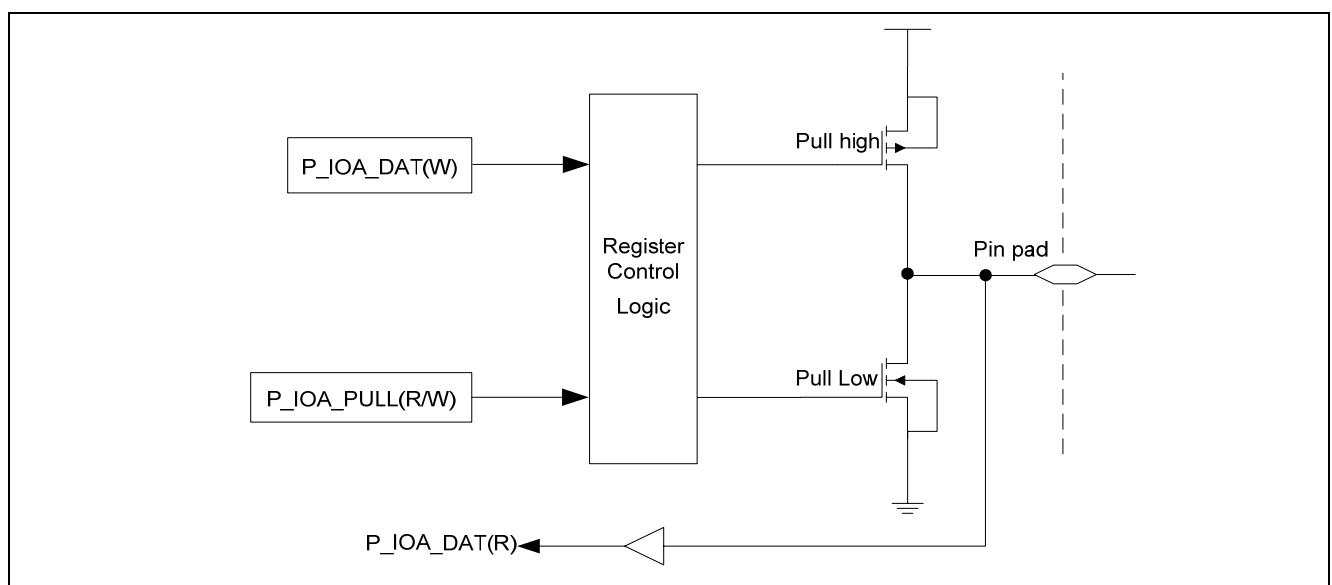 Pull high
P_IOA_DAT(W)
Register
Control
Logic
Pin pad
Pull Low
P_IOA_PULL(R/W)
P_IOA_DAT(R)